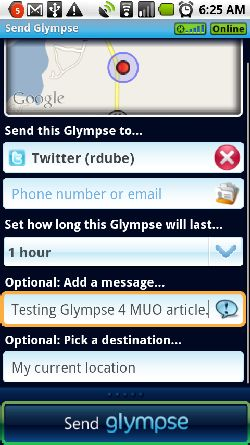 5
6:25 AM
Send Glympse
Online
Google
Send this Glympse to...
Twitter (rdube)
Phone number or email
Set how long this Glympse will last...
1 hour
Optional: Add a message...
Testing Glympse 4 MUO article.
Optional: Pick a destination...
My current location
Send glympse